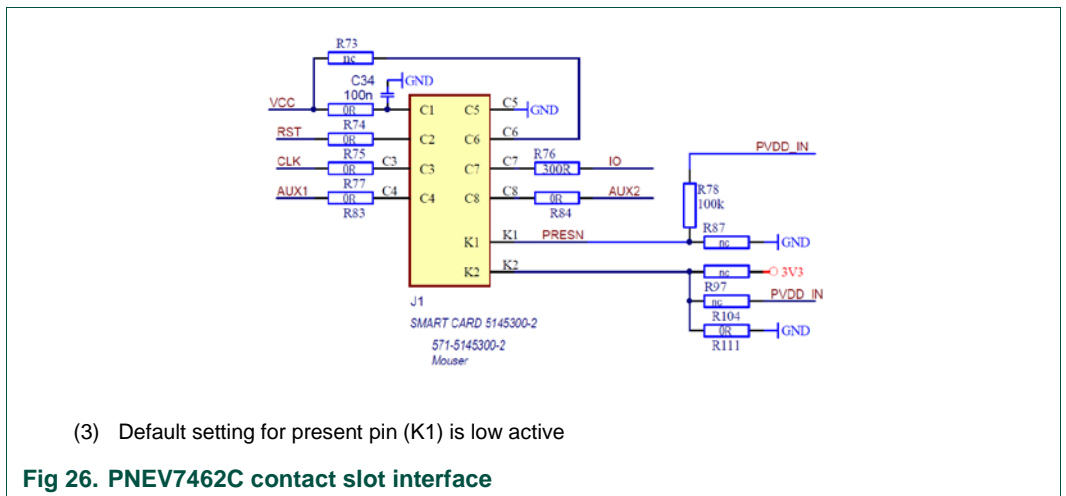 R73
nc
C34
GND
100n
VCC
0R
C1
C5
C5
GND
R74
RST
0R
C2
C6
C6
R75
CLK
0R
C3
C3
C7
C7
R76
300R
IO
R77
AUX1
0R
C4
C4
C8
C8
0R
AUX2
R83
R84
PVDD_IN
R78
100k
R87
K1
K1
PRESN
nc
GND
K2
K2
nc
3V3
R97
nc
PVDD_IN
R104
0R
GND
R111
J1
SMART CARD 5145300-2
571-5145300-2
Mouser
(3) Default setting for present pin (K1) is low active
Fig 26. PNEV7462C contact slot interface